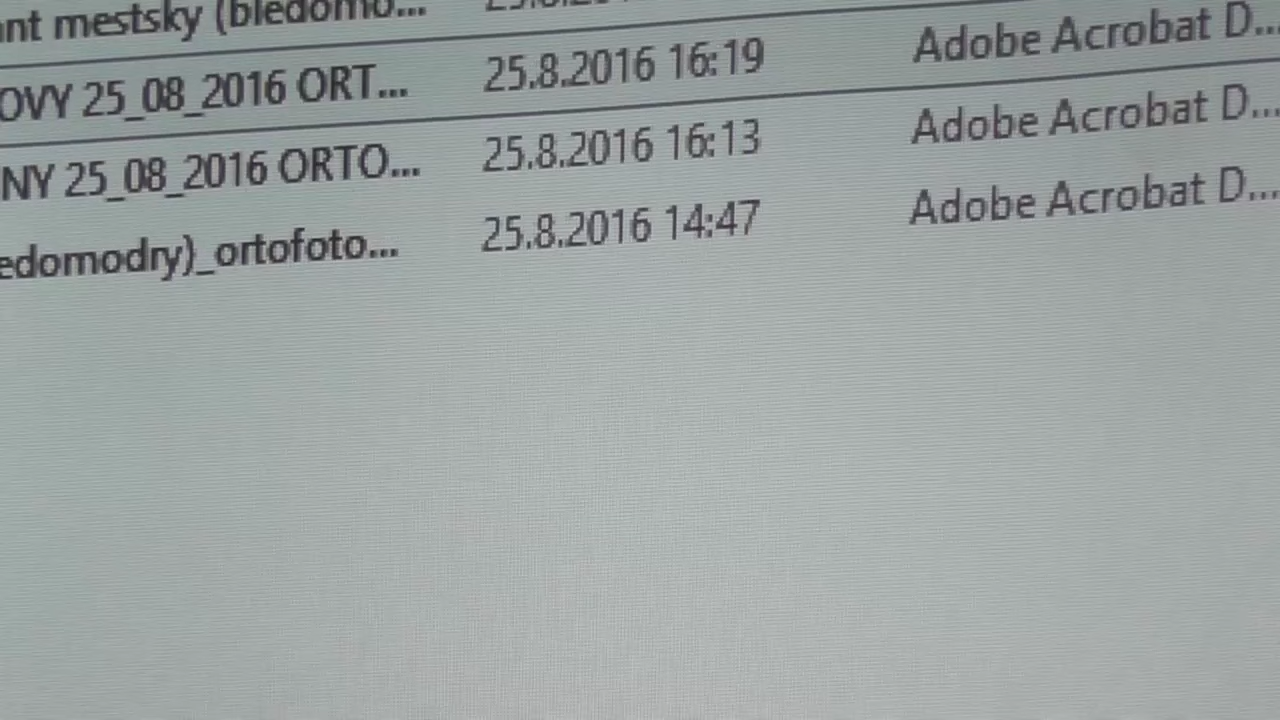 nt mestsky (bledomo...
OVY 25_08_2016 ORT... 25.8.2016 16:19 Adobe Acrobat D...
NY 25_08_2016 ORTO... 25.8.2016 16:13 Adobe Acrobat D...
edomodry)_ortofoto... 25.8.2016 14:47 Adobe Acrobat D...